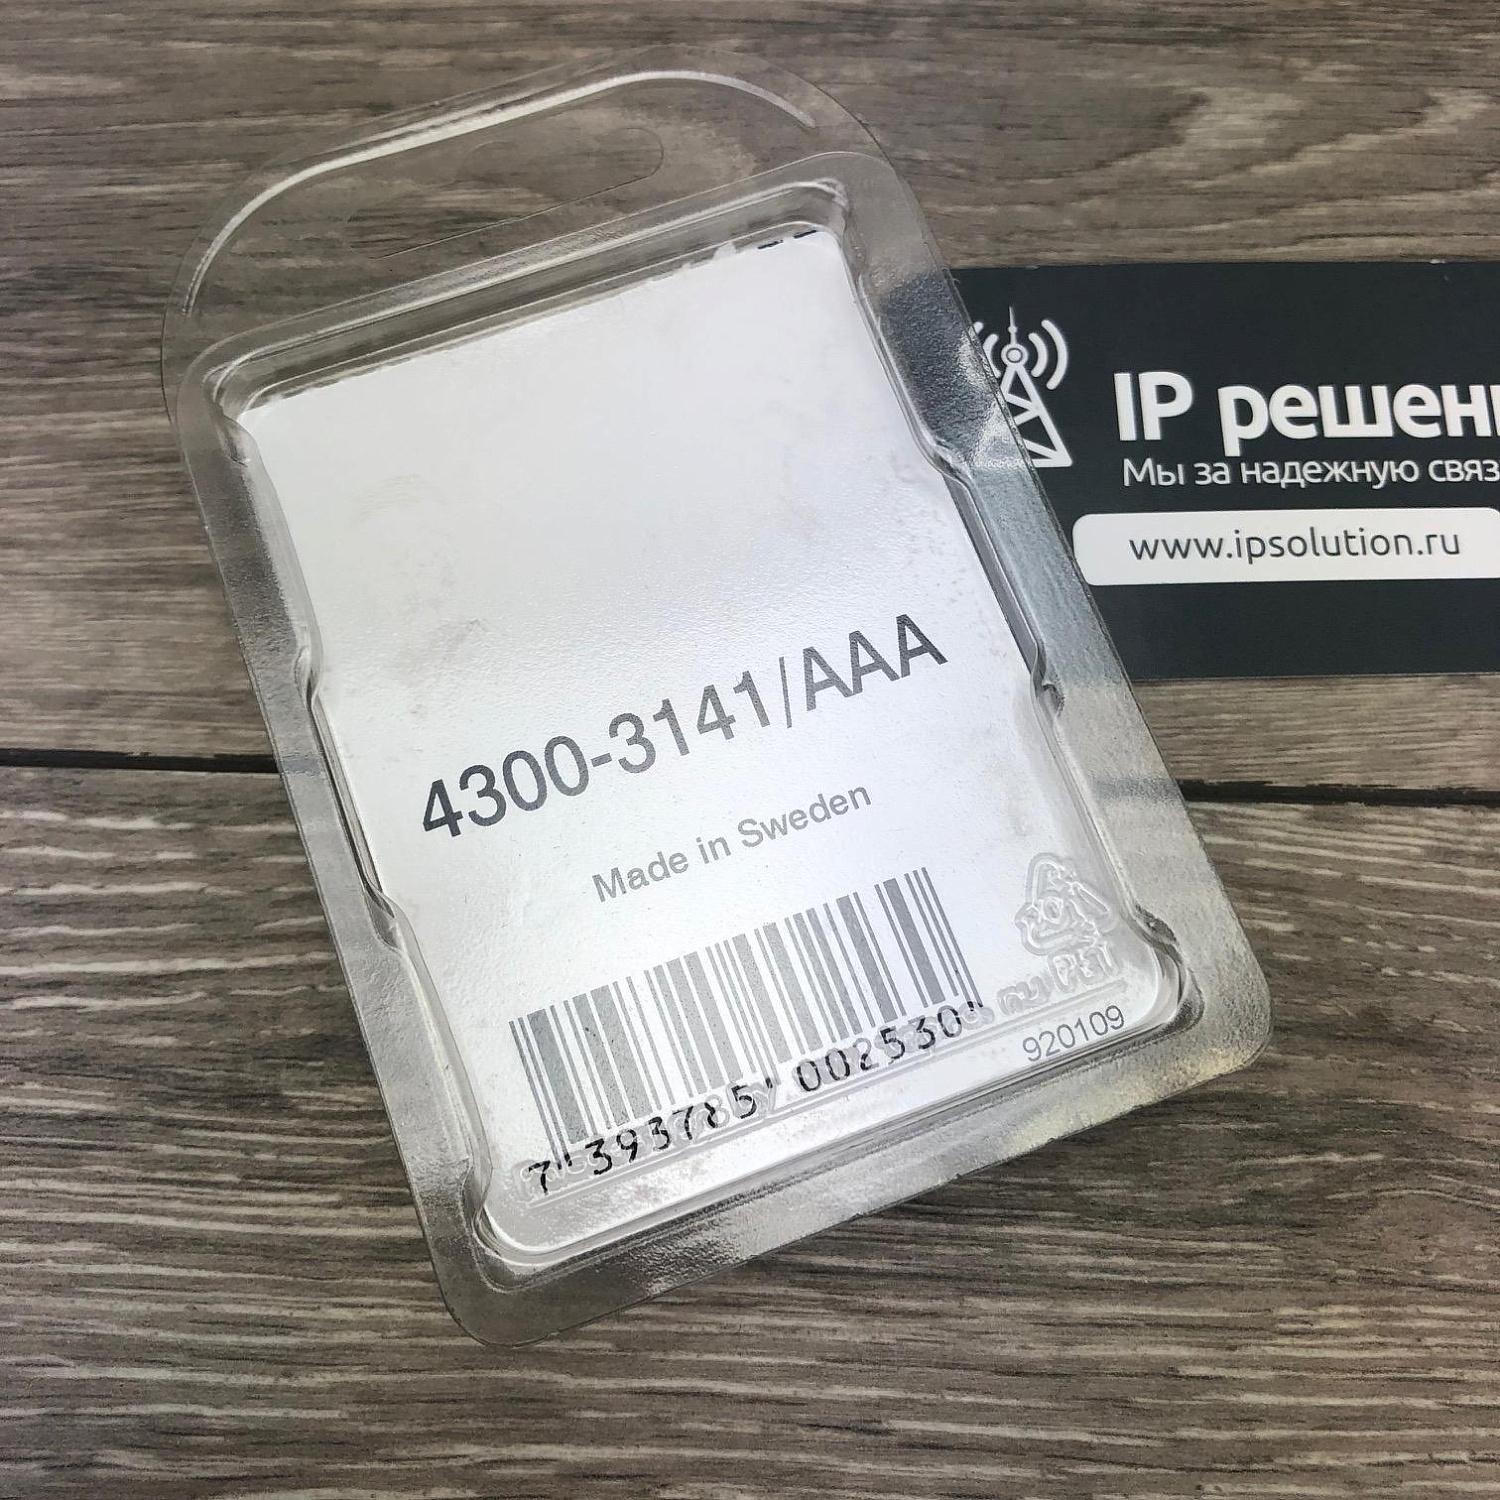 4300-3141/AAA
Made in Sweden
7 393785 002530
920109
PET
IP решен
Мы за надежную связ
www.ipsolution.ru